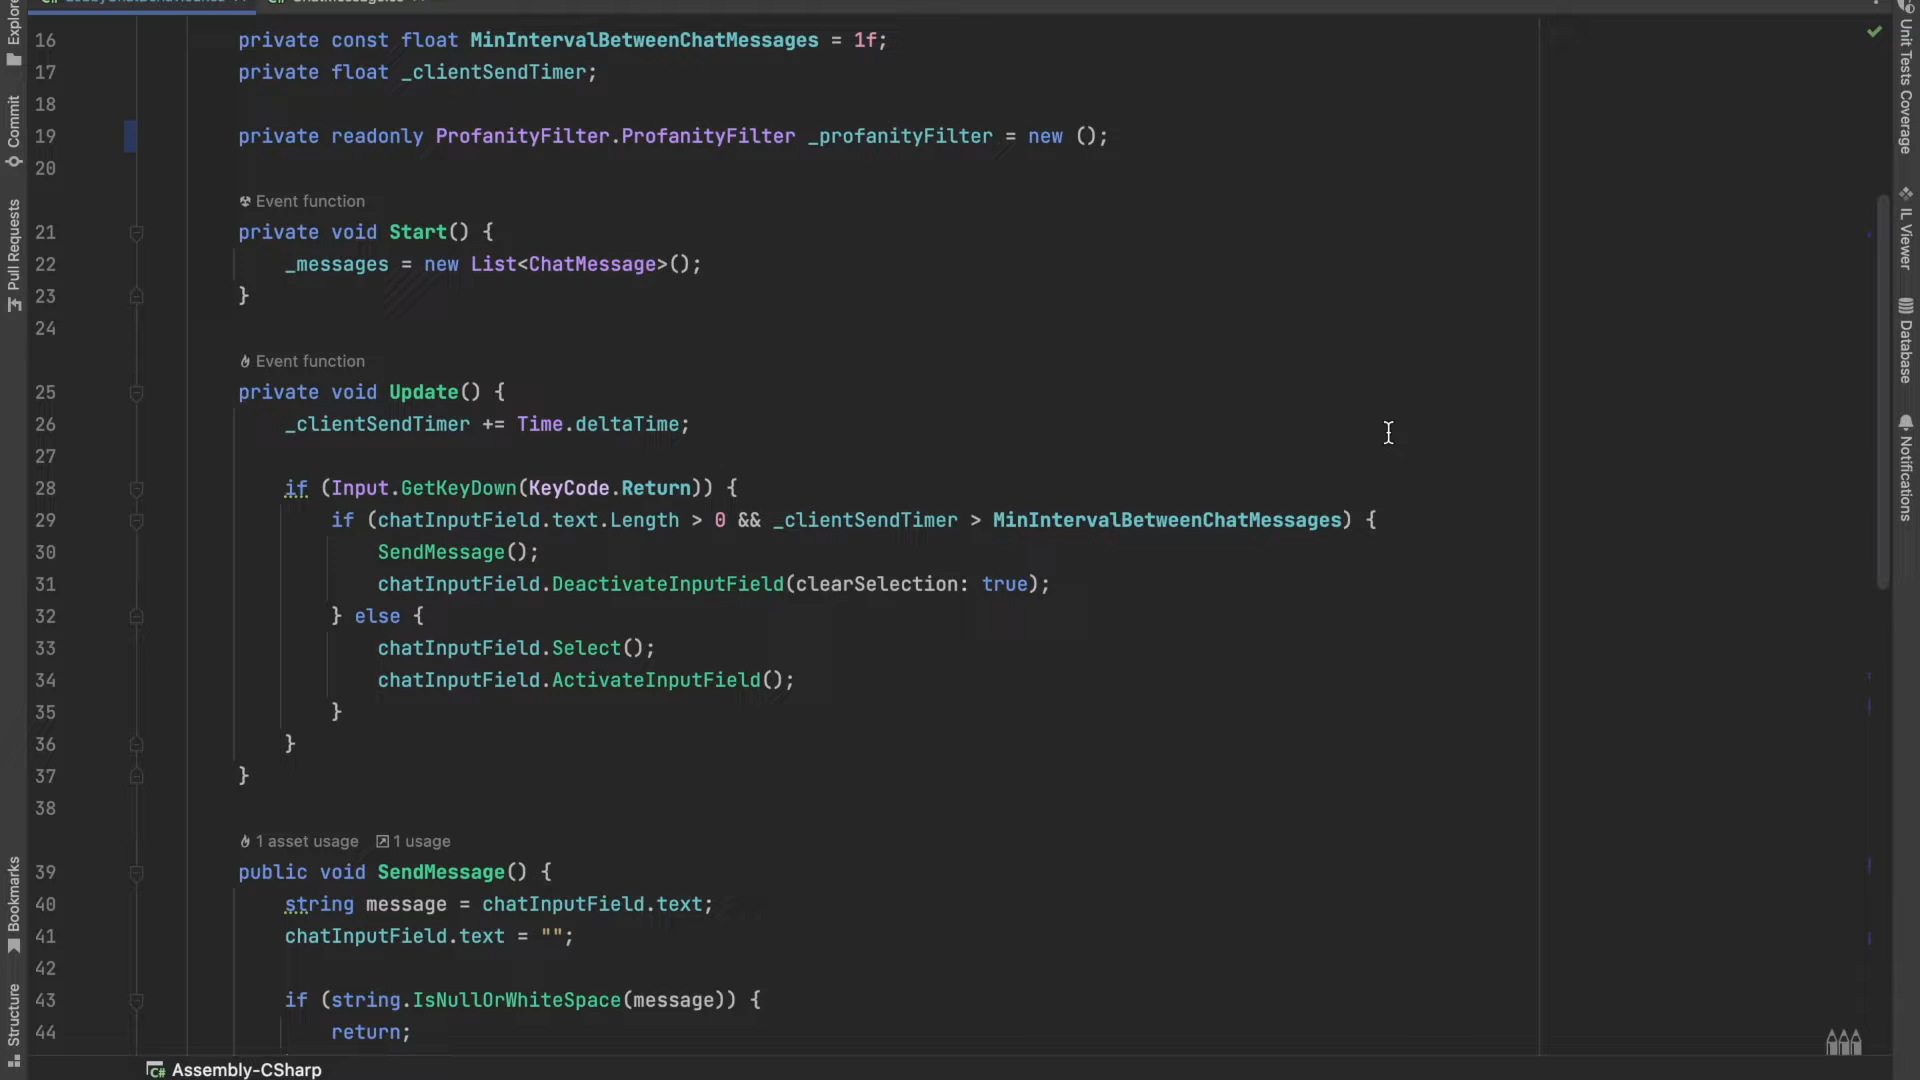 Explorer
Commit
Pull Requests
Bookmarks
Structure
16 private const float MinIntervalBetweenChatMessages = 1f;
17 private float _clientSendTimer;
18
19 private readonly ProfanityFilter.ProfanityFilter _profanityFilter = new ();
20
Event function
21 private void Start() {
22 _messages = new List<ChatMessage>();
23 }
24
Event function
25 private void Update() {
26 _clientSendTimer += Time.deltaTime;
27
28 if (Input.GetKeyDown(KeyCode.Return)) {
29 if (chatInputField.text.Length > 0 && _clientSendTimer > MinIntervalBetweenChatMessages) {
30 SendMessage();
31 chatInputField.DeactivateInputField(clearSelection: true);
32 } else {
33 chatInputField.Select();
34 chatInputField.ActivateInputField();
35 }
36 }
37 }
38
1 asset usage 1 usage
39 public void SendMessage() {
40 string message = chatInputField.text;
41 chatInputField.text = "";
42
43 if (string.IsNullOrWhiteSpace(message)) {
44 return;
C# Assembly-CSharp
Unit Tests Coverage
IL Viewer
Database
Notifications